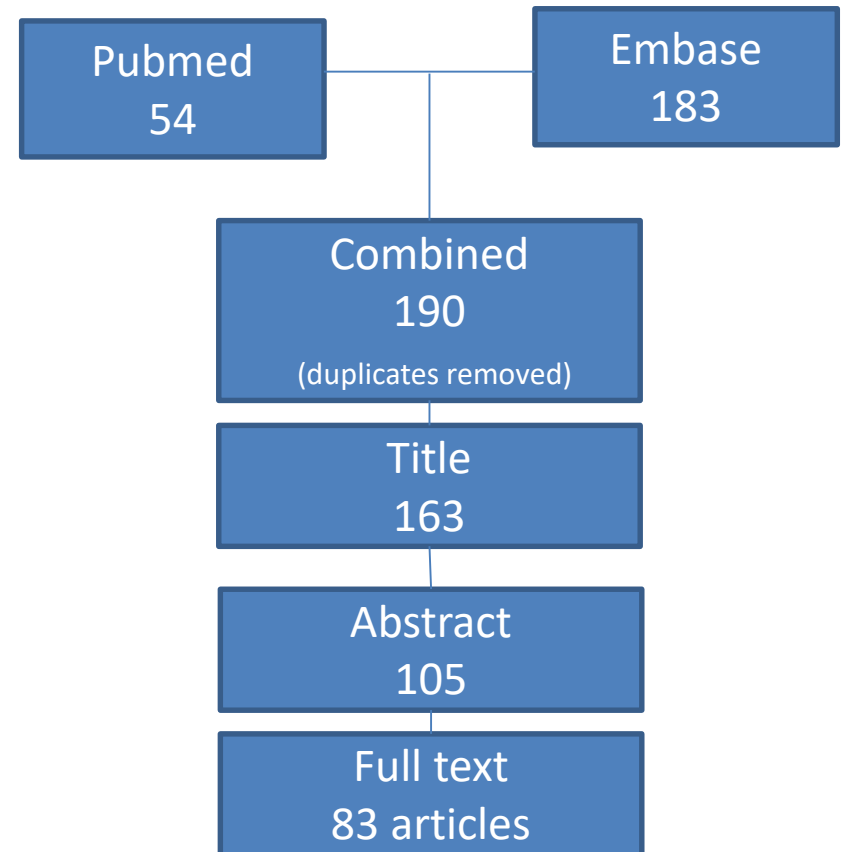 Pubmed
54
Embase
183
Combined
190
(duplicates removed)
Title
163
Abstract
105
Full text
83 articles